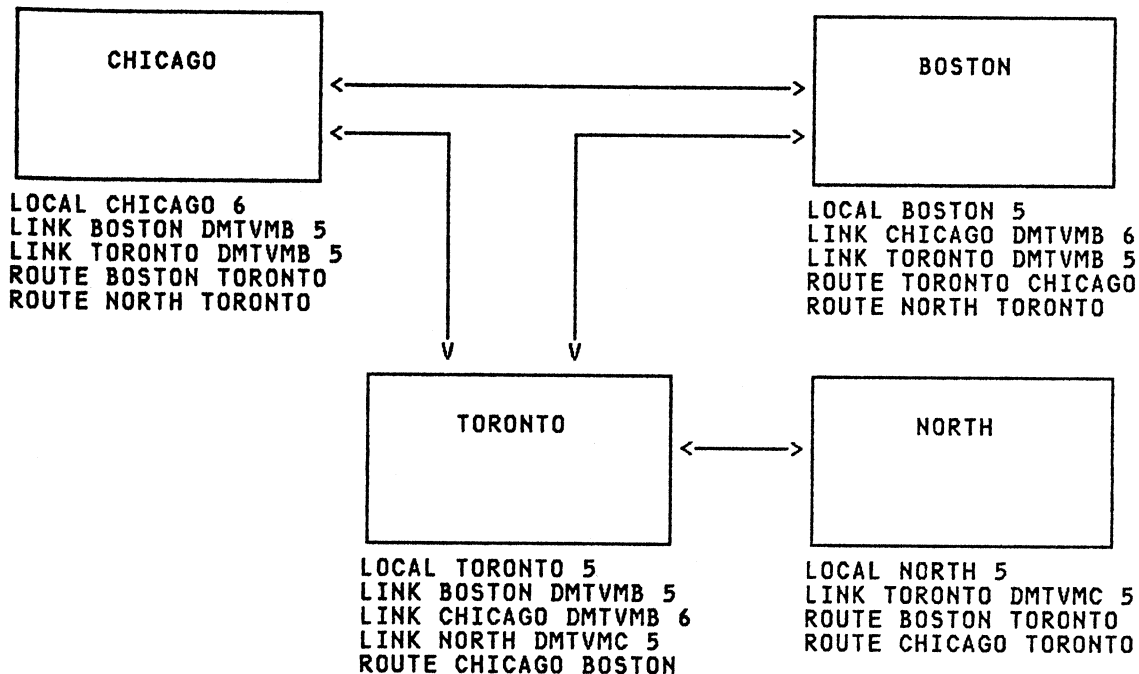 CHICAGO
LOCAL CHICAGO 6
LINK BOSTON DMTVMB 5
LINK TORONTO DMTVMB 5
ROUTE BOSTON TORONTO
ROUTE NORTH TORONTO
BOSTON
LOCAL BOSTON 5
LINK CHICAGO DMTVMB 6
LINK TORONTO DMTVMB 5
ROUTE TORONTO CHICAGO
ROUTE NORTH TORONTO
TORONTO
LOCAL TORONTO 5
LINK BOSTON DMTVMB 5
LINK CHICAGO DMTVMB 6
LINK NORTH DMTVMC 5
ROUTE CHICAGO BOSTON
NORTH
LOCAL NORTH 5
LINK TORONTO DMTVMC 5
ROUTE BOSTON TORONTO
ROUTE CHICAGO TORONTO